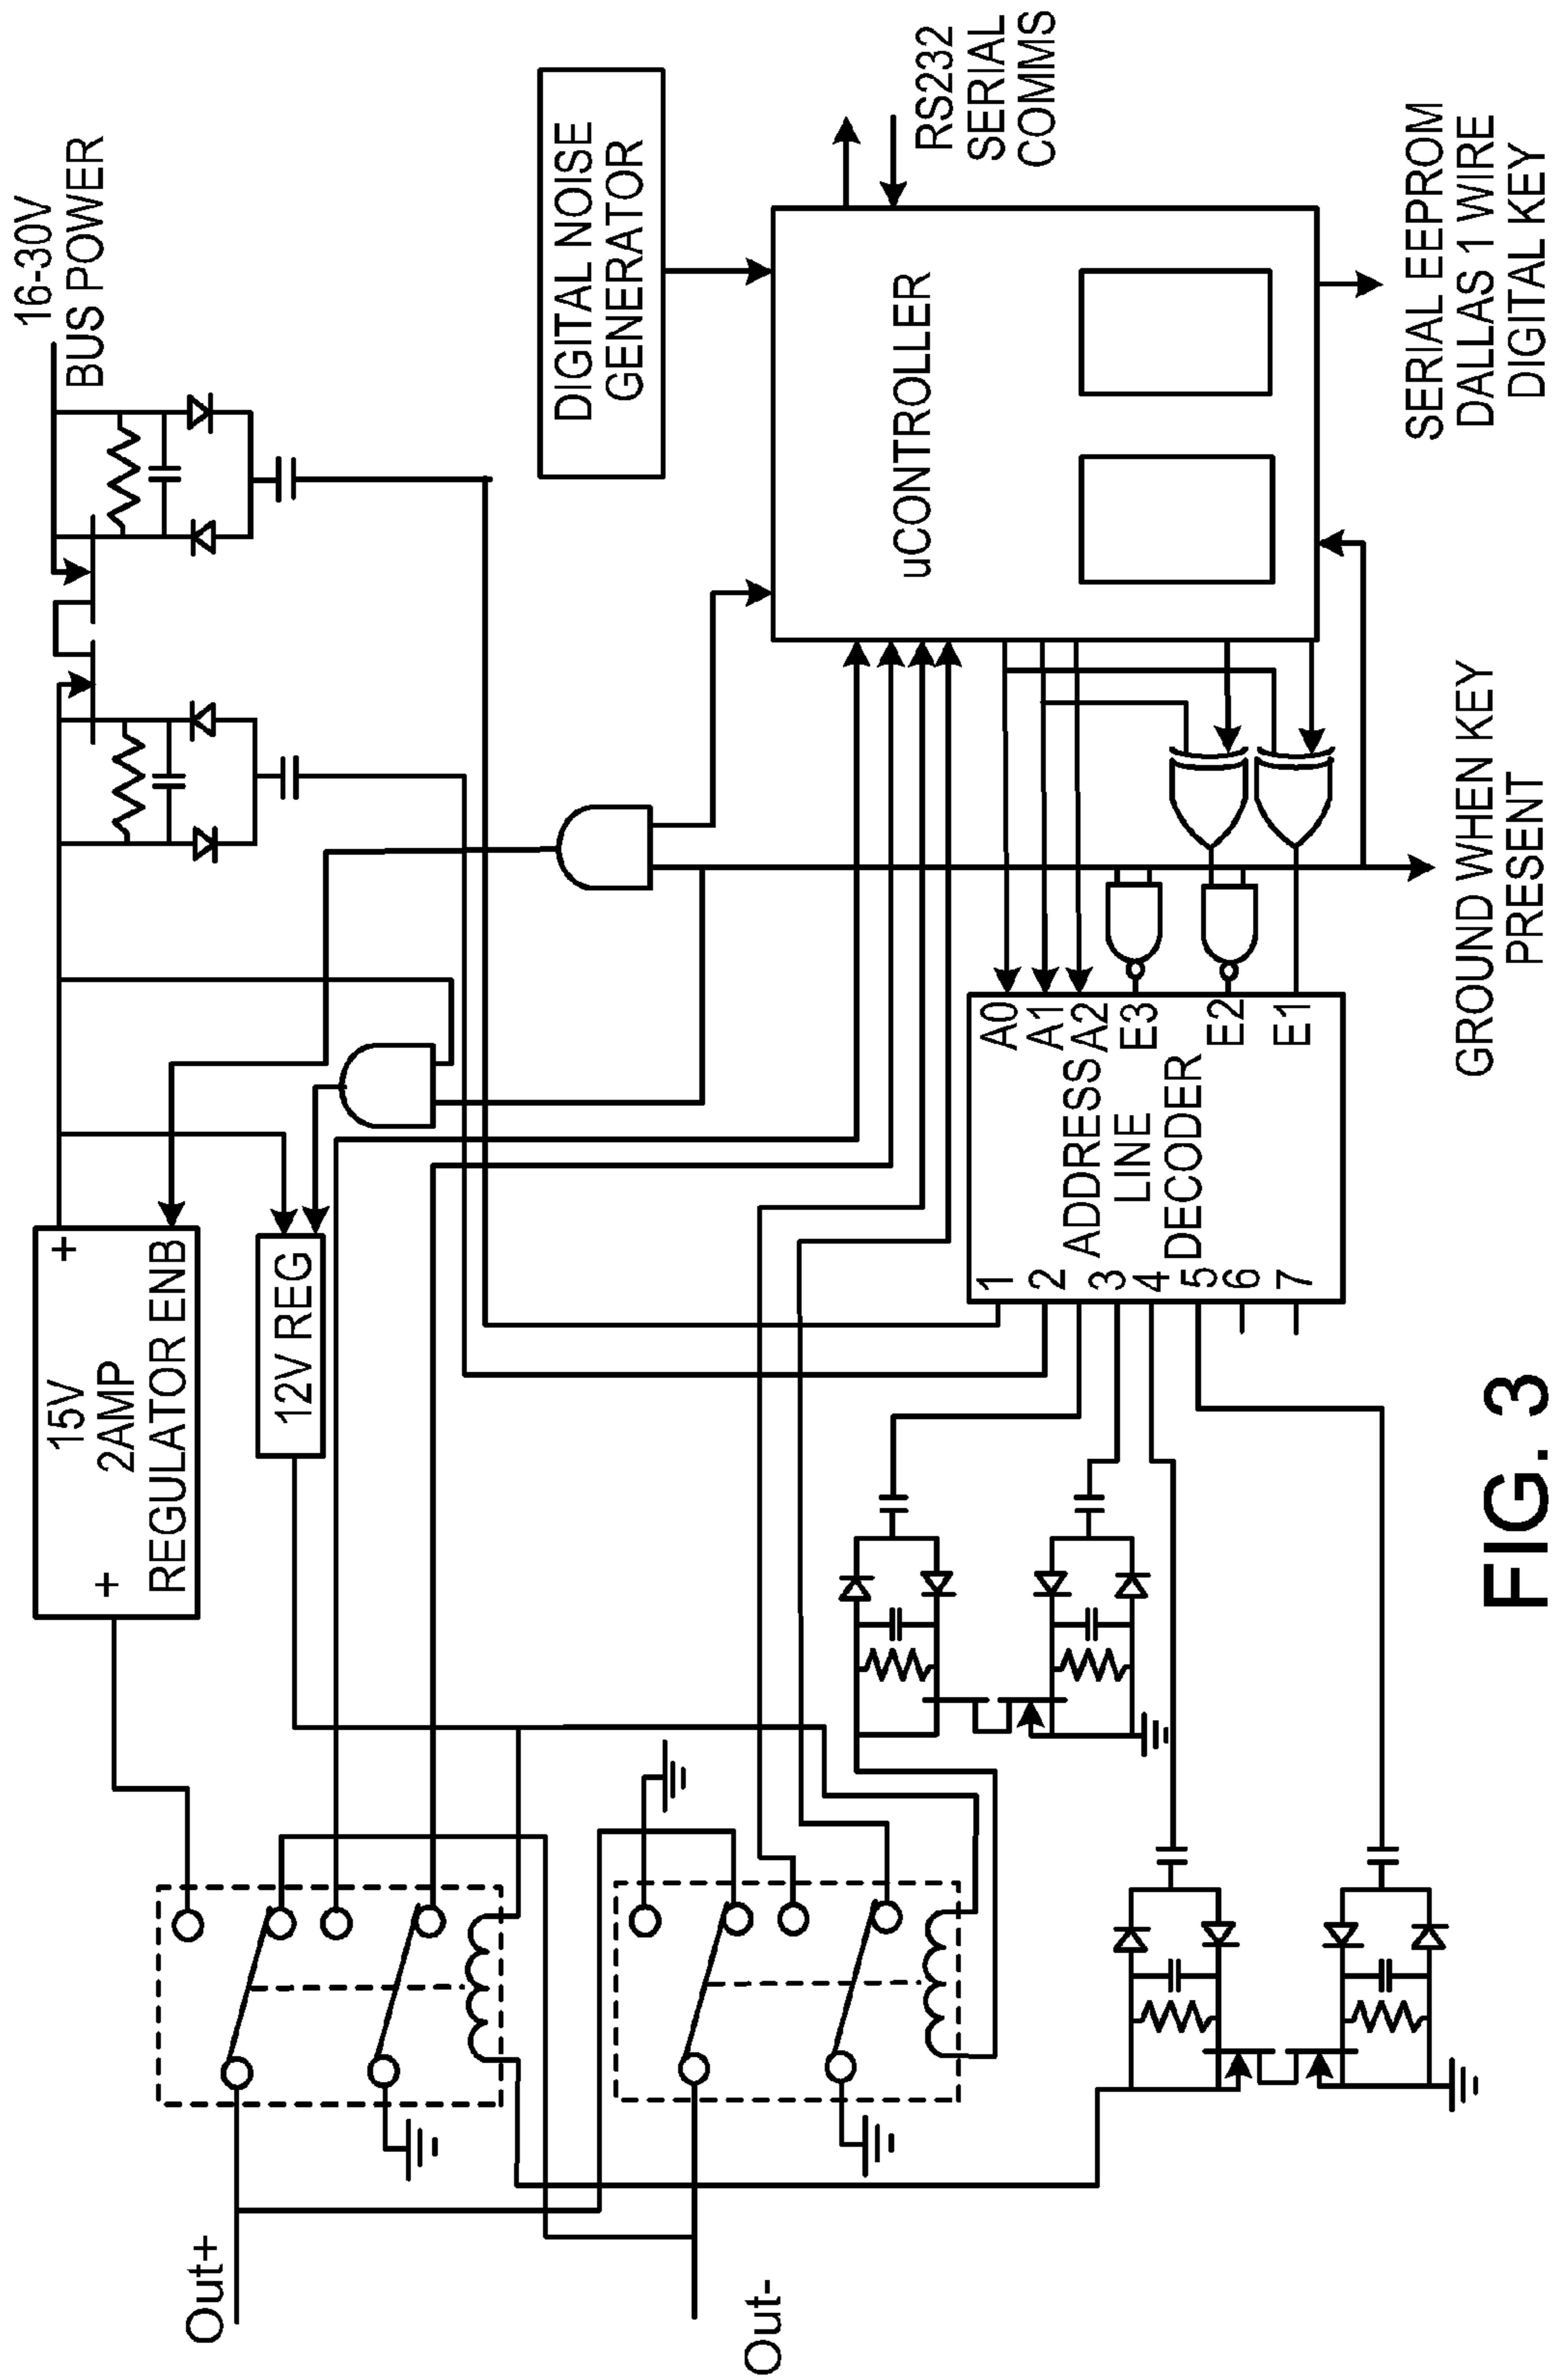 16-30V
BUS POWER
DIGITAL NOISE
GENERATOR
RS232
SERIAL
COMMS
uCONTROLLER
SERIAL EEPROM
DALLAS 1 WIRE
DIGITAL KEY
GROUND WHEN KEY
PRESENT
15V
2AMP
REGULATOR ENB
+
+
12V REG
A0
A1
A2
E3
E2
E1
ADDRESS
LINE
DECODER
1
2
3
4
5
6
7
Out+
Out-
FIG. 3